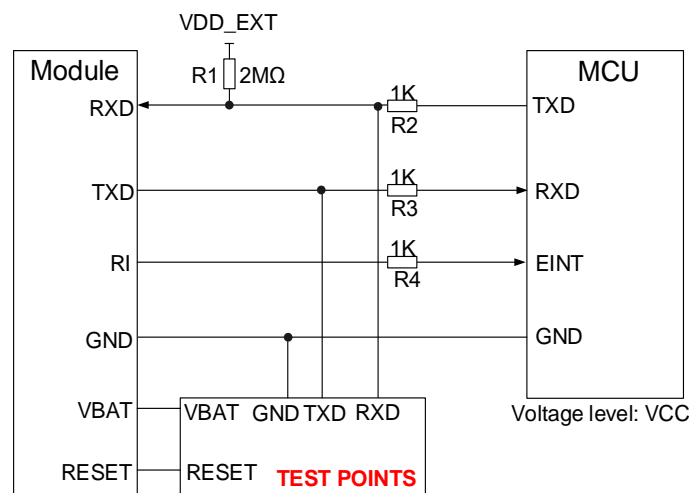 VDD_EXT
Module
R1 2MΩ
MCU
1K
RXD
TXD
R2
1K
TXD
RXD
R3
1K
RI
EINT
R4
GND
GND
VBAT
VBAT GND TXD RXD
Voltage level: VCC
RESET
RESET
TEST POINTS